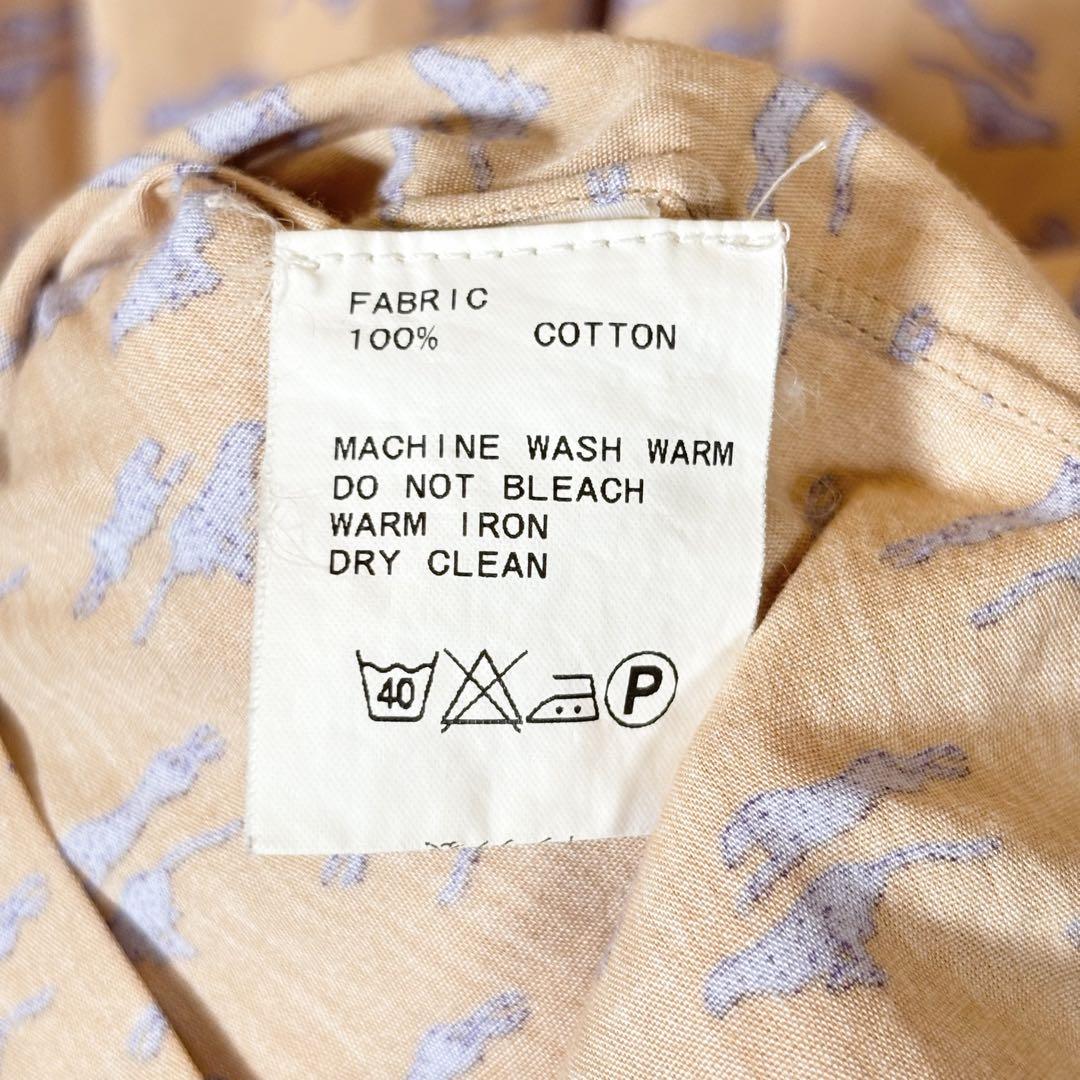 FABRIC
100% COTTON
MACHINE WASH WARM
DO NOT BLEACH
WARM IRON
DRY CLEAN
40 P